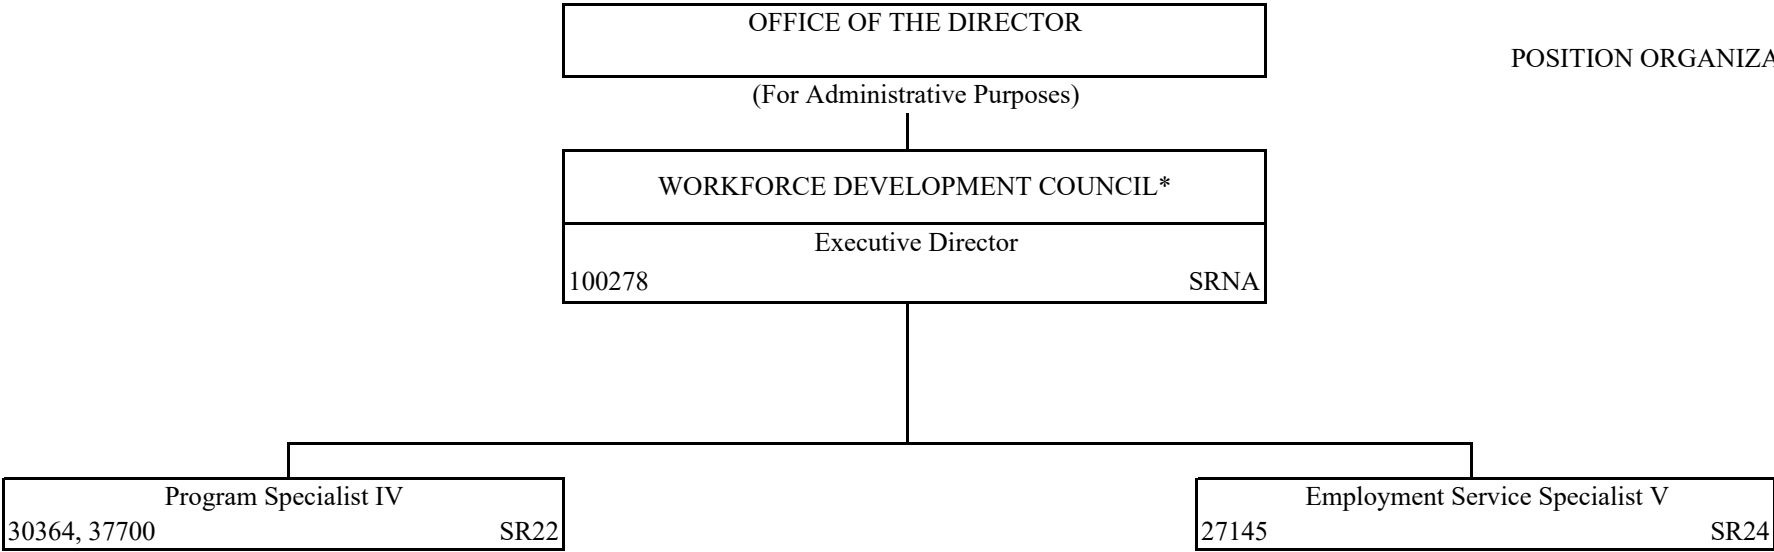 OFFICE OF THE DIRECTOR
POSITION ORGANIZA
(For Administrative Purposes)
WORKFORCE DEVELOPMENT COUNCIL*
Executive Director
100278 SRNA
Program Specialist IV
30364, 37700 SR22
Employment Service Specialist V
27145 SR24